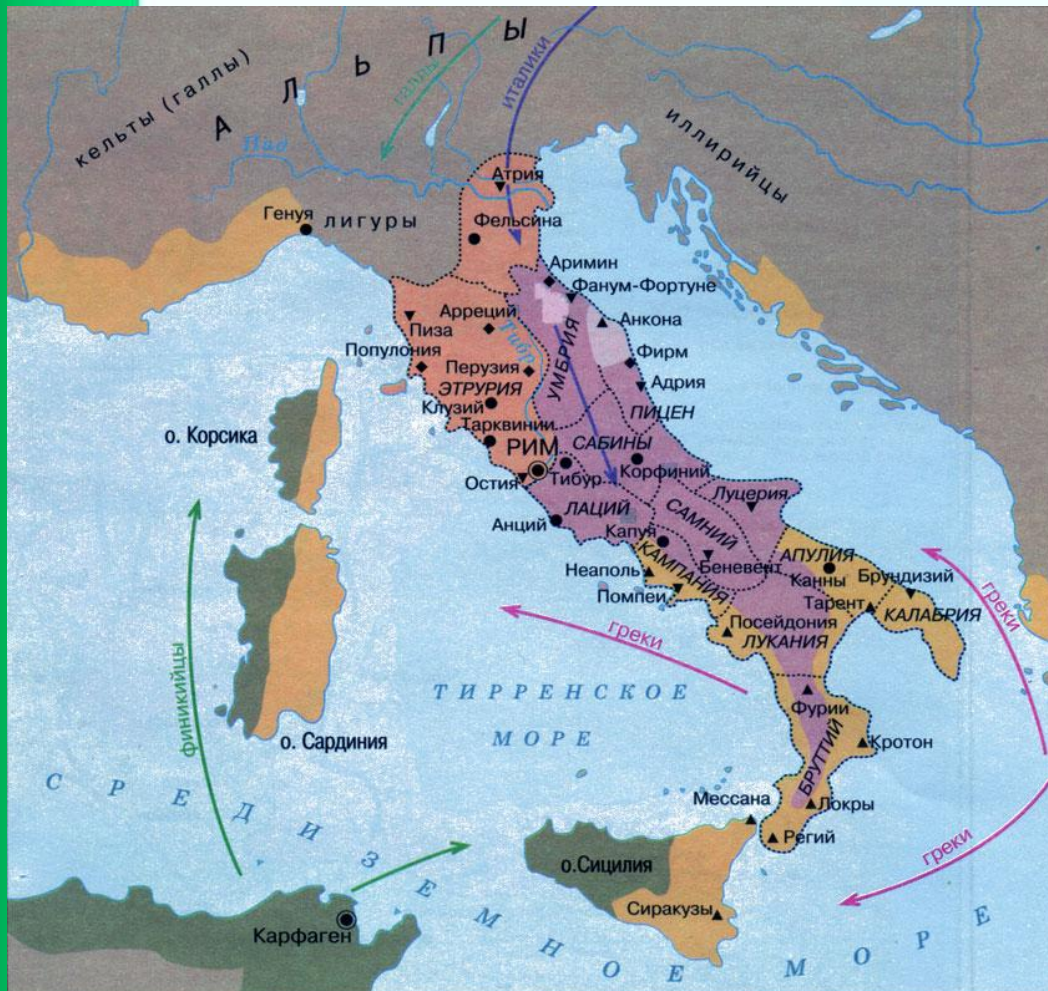 АЛЬПЫ
кельты (галлы)
галлы
италики
иллирийцы
Пад
Атрия
Генуя
ЛИГУРЫ
Фельсина
Аримин
Фанум-Фортуне
Арреций
Анкона
Пиза
Тибр
УМБРИЯ
Популония
Фирм
Перузия
ЭТРУРИЯ
Адрия
Клузий
ПИЦЕН
Тарквинии
о. Корсика
САБИНЫ
РИМ
Остия
Тибур
Корфиний
Луцерия
ЛАЦИЙ
Анций
САМНИЙ
Капуя
КАМПАНИЯ
АПУЛИЯ
Неаполь
Беневент
Канны
Брундизий
Помпеи
Тарент
КАЛАБРИЯ
греки
Посейдония
ЛУКАНИЯ
греки
ТИРРЕНСКОЕ
МОРЕ
Фурии
финикийцы
о. Сардиния
Кротон
БРУТТИЙ
Мессана
Локры
Регий
греки
о.Сицилия
Сиракузы
Карфаген
СРЕДИЗЕМНОЕ МОРЕ